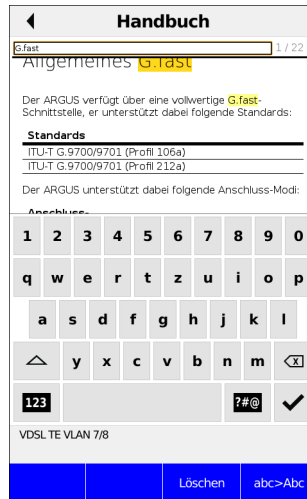 Handbuch
G.fast 1 / 22
Allgemeines G.fast
Der ARGUS verfügt über eine vollwertige G.fast-
Schnittstelle, er unterstützt dabei folgende Standards:
Standards
ITU-T G.9700/9701 (Profil 106a)
ITU-T G.9700/9701 (Profil 212a)
Der ARGUS unterstützt dabei folgende Anschluss-Modi:
Anschluss-
1 2 3 4 5 6 7 8 9 0
q w e r t z u i o p
a s d f g h j k l
y x c v b n m
123 ?#@
VDSL TE VLAN 7/8
Löschen abc>Abc